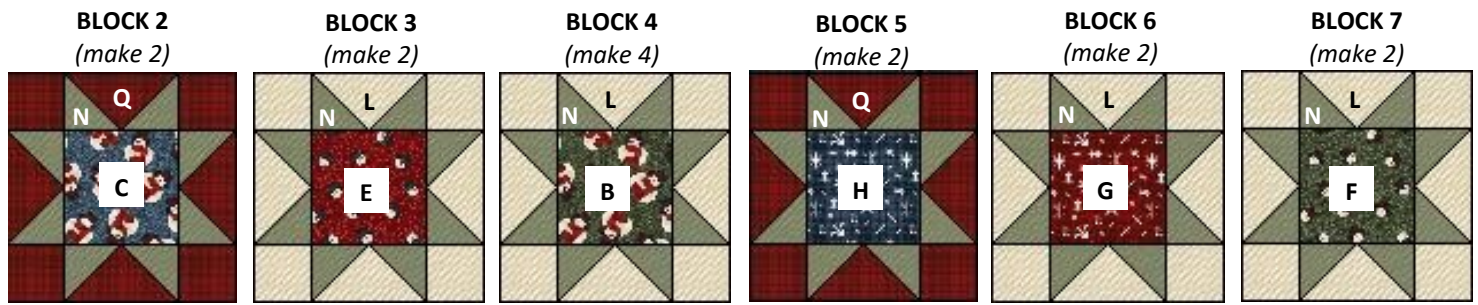 BLOCK 2
(make 2)
Q
N
C
BLOCK 3
(make 2)
L
N
E
BLOCK 4
(make 4)
L
N
B
BLOCK 5
(make 2)
Q
N
H
BLOCK 6
(make 2)
L
N
G
BLOCK 7
(make 2)
L
N
F